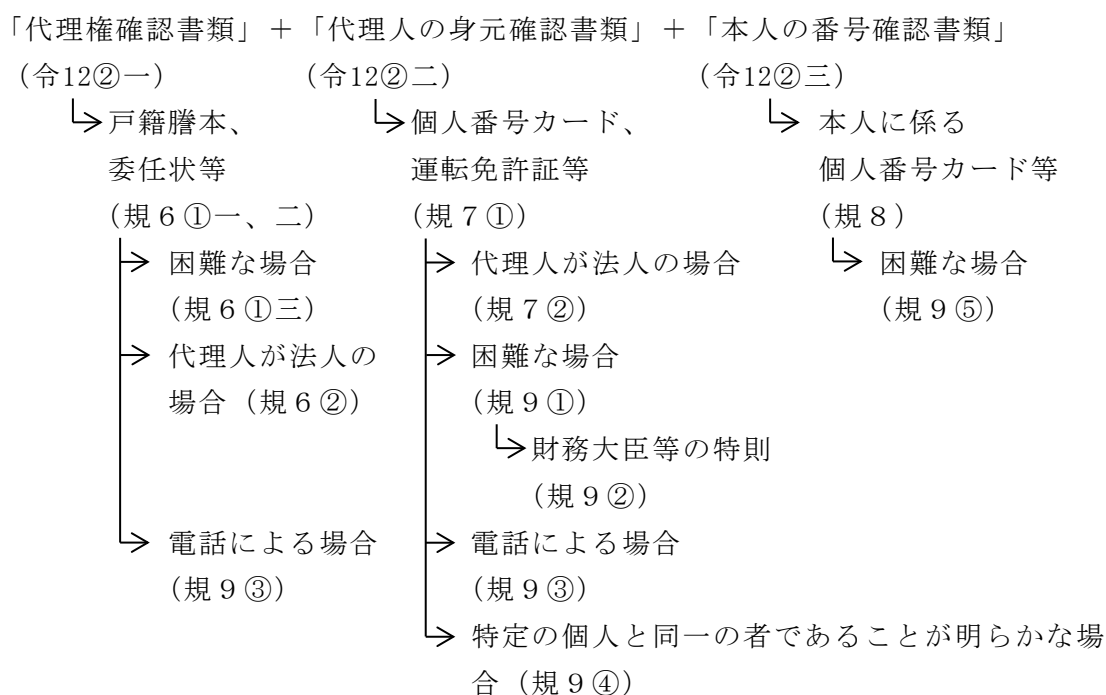 「代理権確認書類」＋「代理人の身元確認書類」＋「本人の番号確認書類」
（令12②一） （令12②二） （令12②三）
戸籍謄本、 個人番号カード、 本人に係る
委任状等 運転免許証等 個人番号カード等
（規６①一、二） （規７①） （規８）
困難な場合 代理人が法人の場合 困難な場合
（規６①三） （規７②） （規９⑤）
代理人が法人の 困難な場合
場合（規６②） （規９①）
財務大臣等の特則
（規９②）
電話による場合 電話による場合
（規９③） （規９③）
特定の個人と同一の者であることが明らかな場
合（規９④）